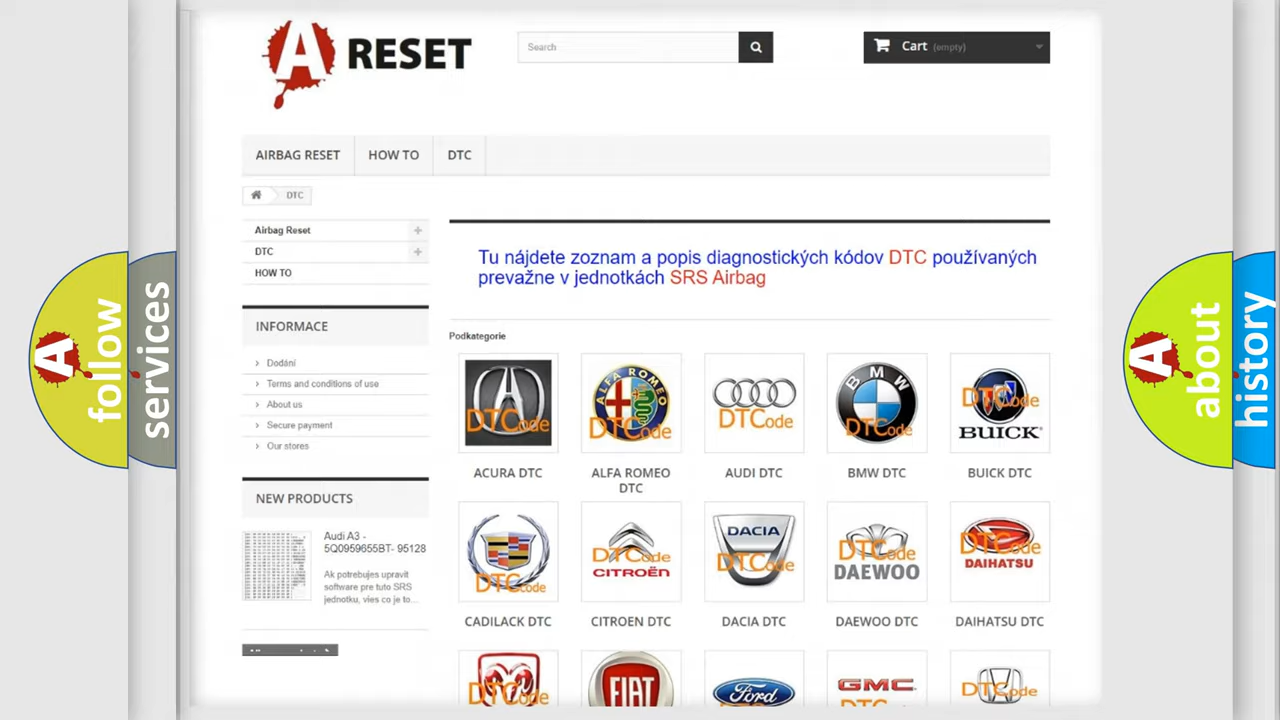 A RESET
Search
Cart (empty)
AIRBAG RESET
HOW TO
DTC
DTC
Airbag Reset
DTC
HOW TO
INFORMACE
Dodání
Terms and conditions of use
About us
Secure payment
Our stores
NEW PRODUCTS
Audi A3 -
5Q0959655BT- 95128
Ak potrebujes upravit
software pre tuto SRS
jednotku, vies co je to...
Tu nájdete zoznam a popis diagnostických kódov DTC používaných
prevažne v jednotkách SRS Airbag
Podkategorie
DTCode
ALFA ROMEO
DTCode
DTCode
BMW
DTCode
DTCode
BUICK
ACURA DTC
ALFA ROMEO
DTC
AUDI DTC
BMW DTC
BUICK DTC
DTCode
DTCode
CITROËN
DACIA
DTCode
DTCode
DAEWOO
DTCode
DAIHATSU
CADILACK DTC
CITROEN DTC
DACIA DTC
DAEWOO DTC
DAIHATSU DTC
DTCode
FIAT
Ford
GMC
DTCode
A follow
services
A about
history